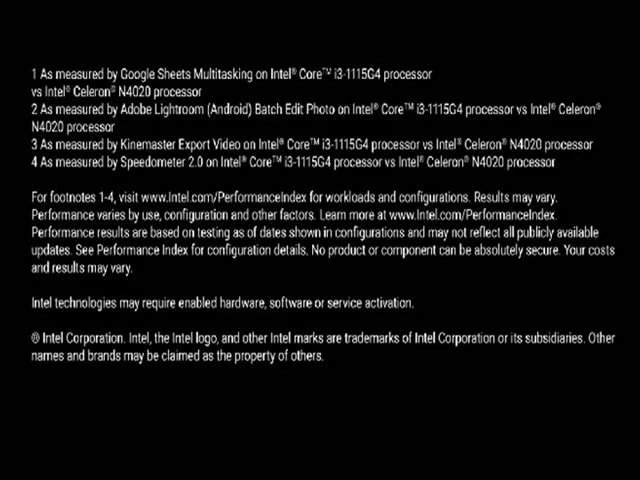 1 As measured by Google Sheets Multitasking on Intel® Core™ i3-1115G4 processor
vs Intel® Celeron® N4020 processor
2 As measured by Adobe Lightroom (Android) Batch Edit Photo on Intel® Core™ i3-1115G4 processor vs Intel® Celeron®
N4020 processor
3 As measured by Kinemaster Export Video on Intel® Core™ i3-1115G4 processor vs Intel® Celeron® N4020 processor
4 As measured by Speedometer 2.0 on Intel® Core™ i3-1115G4 processor vs Intel® Celeron® N4020 processor
For footnotes 1-4, visit www.Intel.com/PerformanceIndex for workloads and configurations. Results may vary.
Performance varies by use, configuration and other factors. Learn more at www.Intel.com/PerformanceIndex.
Performance results are based on testing as of dates shown in configurations and may not reflect all publicly available
updates. See Performance Index for configuration details. No product or component can be absolutely secure. Your costs
and results may vary.
Intel technologies may require enabled hardware, software or service activation.
® Intel Corporation. Intel, the Intel logo, and other Intel marks are trademarks of Intel Corporation or its subsidiaries. Other
names and brands may be claimed as the property of others.